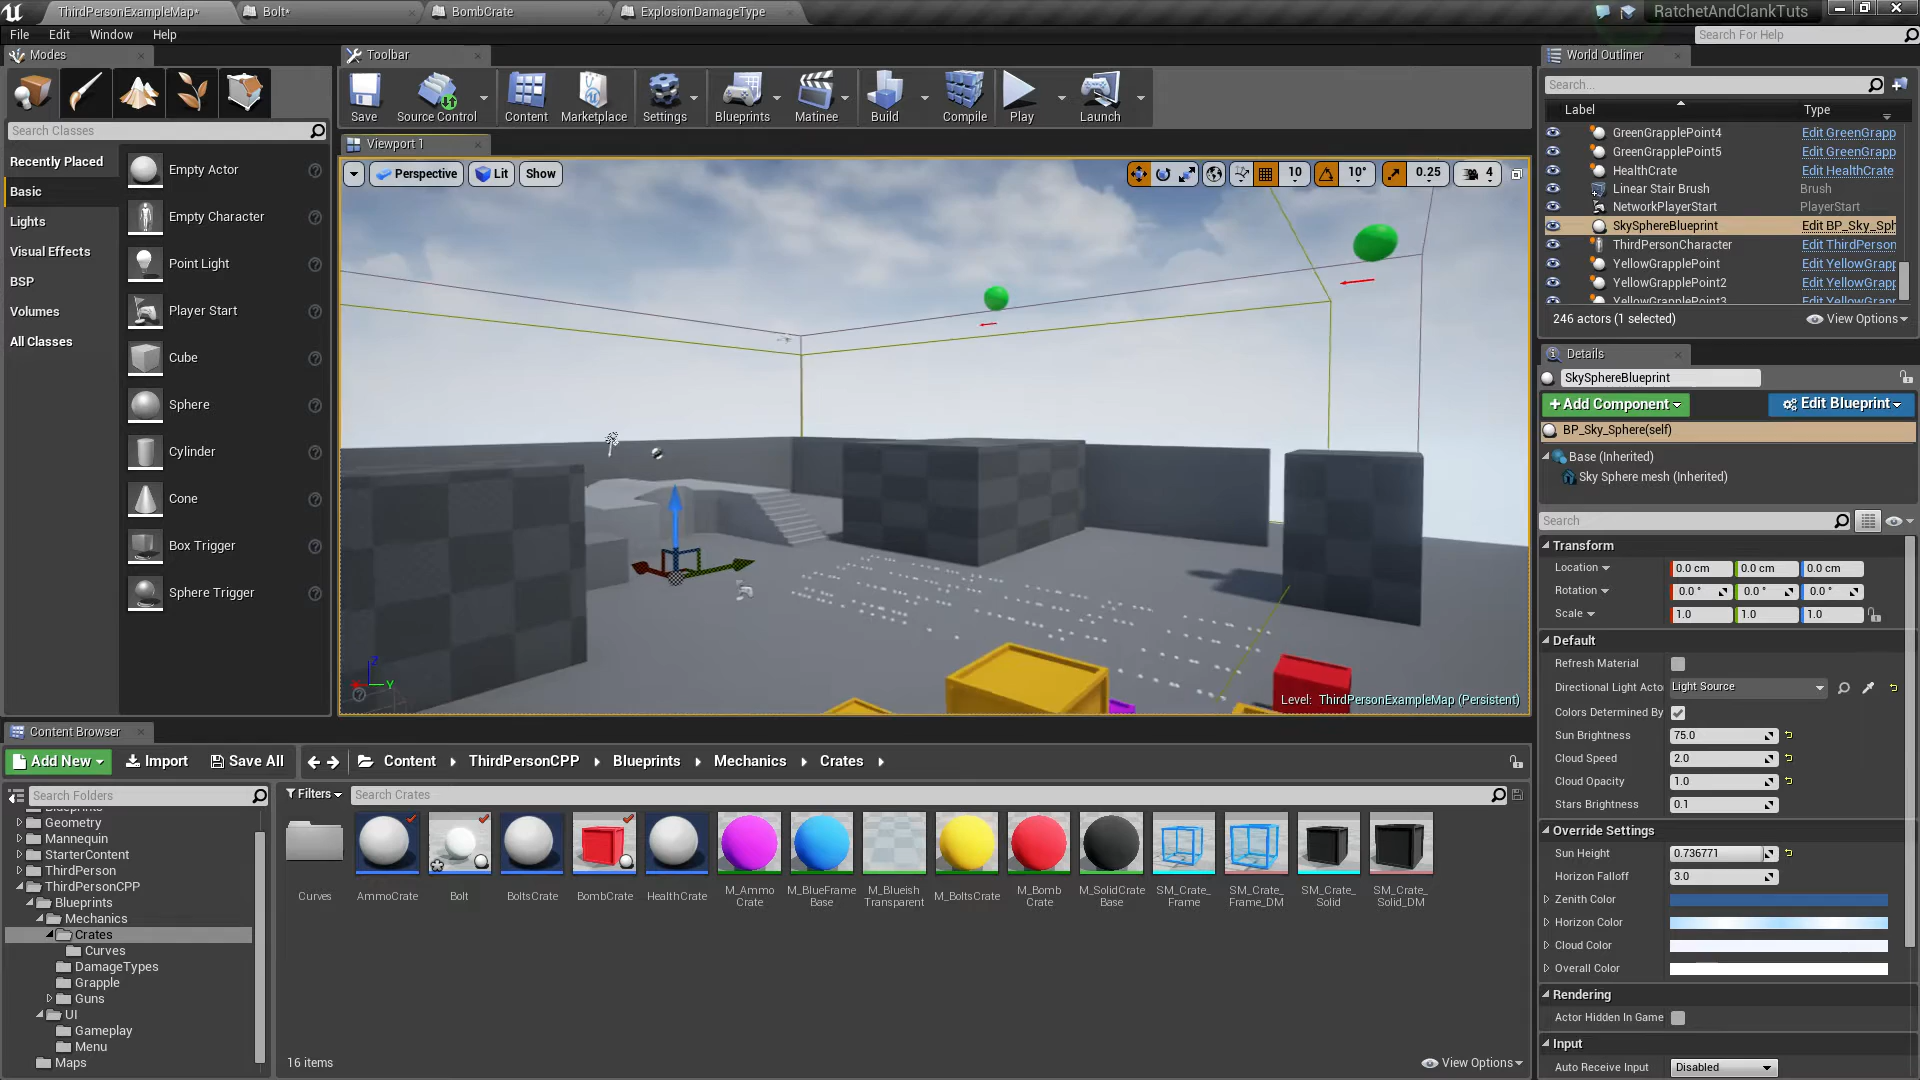 ThirdPersonExampleMap*
Bolt*
BombCrate
ExplosionDamageType
RatchetAndClankTuts
File Edit Window Help
Search For Help
Modes
Toolbar
World Outliner
Save
Source Control
Content
Marketplace
Settings
Blueprints
Matinee
Build
Compile
Play
Launch
Search...
Label Type
Search Classes
Recently Placed
Basic
Lights
Visual Effects
BSP
Volumes
All Classes
Empty Actor
Empty Character
Point Light
Player Start
Cube
Sphere
Cylinder
Cone
Box Trigger
Sphere Trigger
Viewport 1
Perspective
Lit
Show
10
10°
0.25
4
Level: ThirdPersonExampleMap (Persistent)
GreenGrapplePoint4 Edit GreenGrapp
GreenGrapplePoint5 Edit GreenGrapp
HealthCrate Edit HealthCrate
Linear Stair Brush Brush
NetworkPlayerStart PlayerStart
SkySphereBlueprint Edit BP_Sky_Sph
ThirdPersonCharacter Edit ThirdPerson
YellowGrapplePoint Edit YellowGrapp
YellowGrapplePoint2 Edit YellowGrapp
YellowGrapplePoint3 Edit YellowGrapp
246 actors (1 selected)
View Options
Details
SkySphereBlueprint
+Add Component
Edit Blueprint
BP_Sky_Sphere(self)
Base (Inherited)
Sky Sphere mesh (Inherited)
Search
Transform
Location 0.0 cm 0.0 cm 0.0 cm
Rotation 0.0 ° 0.0 ° 0.0 °
Scale 1.0 1.0 1.0
Default
Refresh Material
Directional Light Acto Light Source
Colors Determined By
Sun Brightness 75.0
Cloud Speed 2.0
Cloud Opacity 1.0
Stars Brightness 0.1
Override Settings
Sun Height 0.736771
Horizon Falloff 3.0
Zenith Color
Horizon Color
Cloud Color
Overall Color
Rendering
Actor Hidden In Game
Input
Auto Receive Input Disabled
Content Browser
Add New
Import
Save All
Content
ThirdPersonCPP
Blueprints
Mechanics
Crates
Search Folders
Filters
Search Crates
Blueprints
Geometry
Mannequin
StarterContent
ThirdPerson
ThirdPersonCPP
Blueprints
Mechanics
Crates
Curves
DamageTypes
Grapple
Guns
UI
Gameplay
Menu
Maps
Curves
AmmoCrate
Bolt
BoltsCrate
BombCrate
HealthCrate
M_Ammo
Crate
M_BlueFrame
Base
M_Blueish
Transparent
M_BoltsCrate
M_Bomb
Crate
M_SolidCrate
Base
SM_Crate_
Frame
SM_Crate_
Frame_DM
SM_Crate_
Solid
SM_Crate_
Solid_DM
16 items
View Options
Z
Y